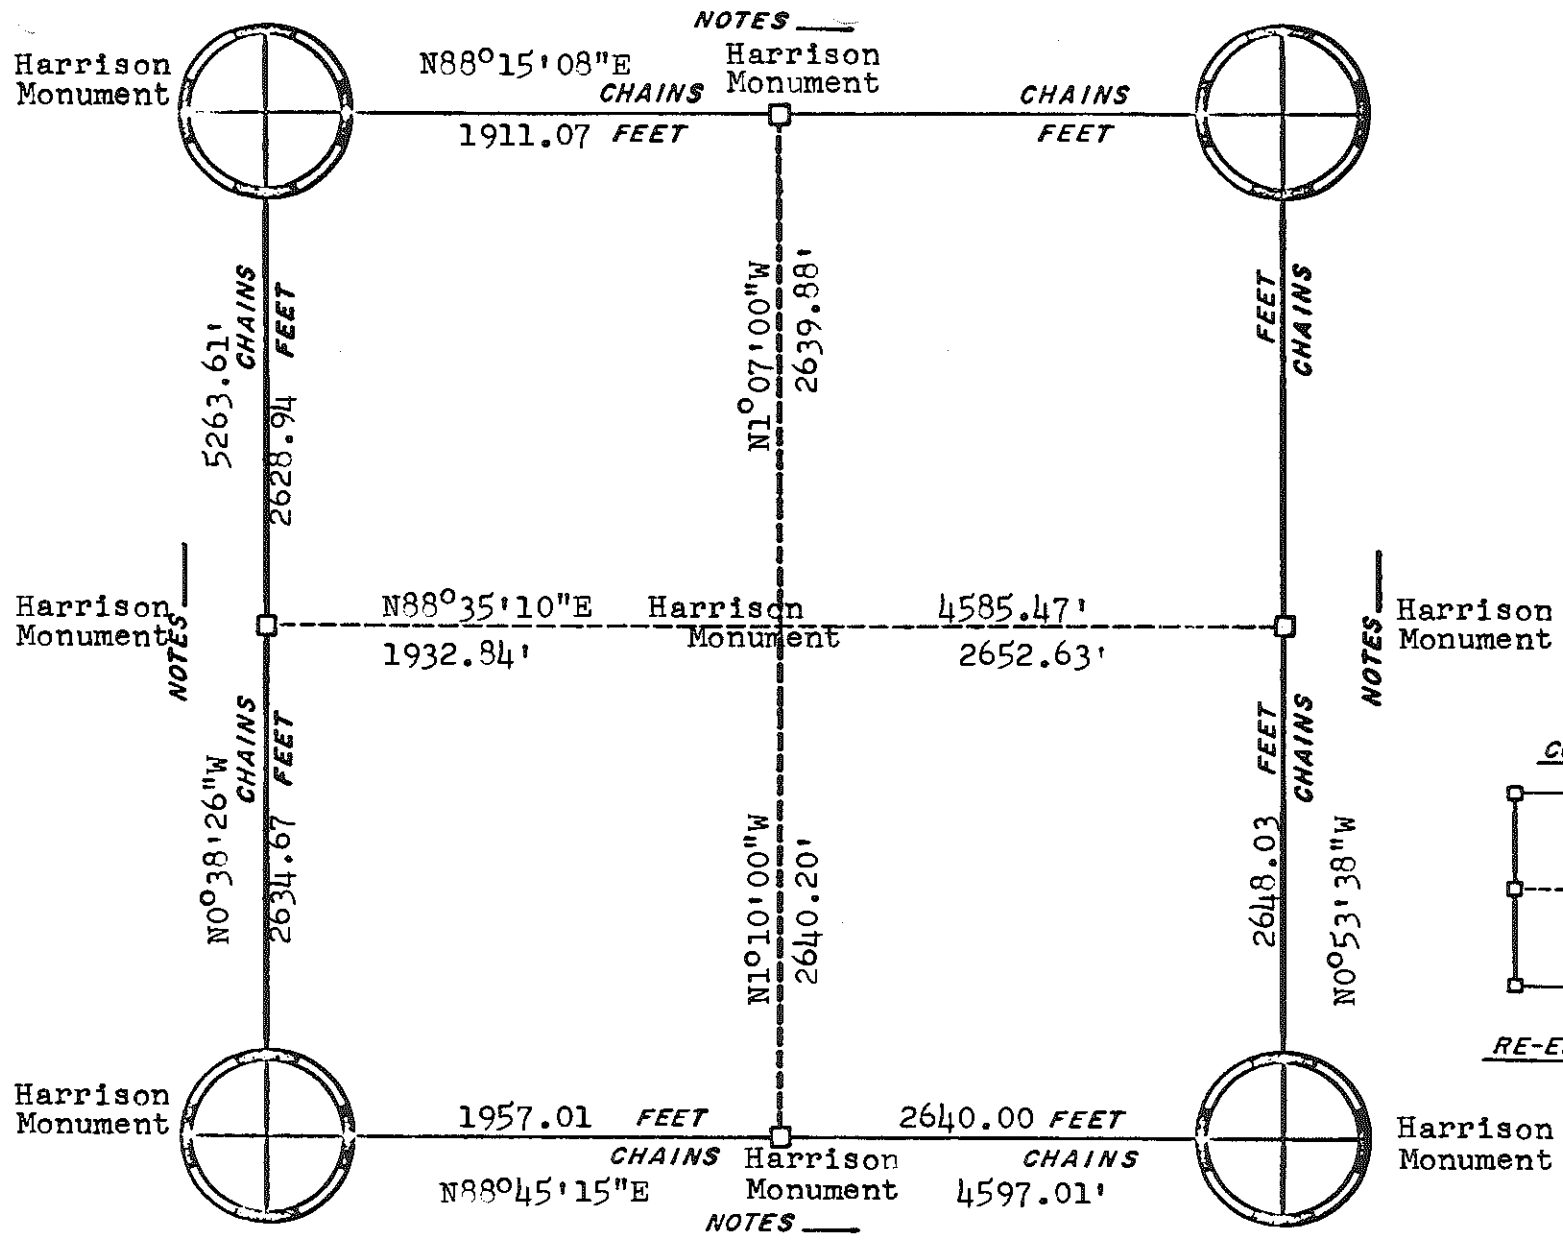 NOTES
Harrison
Monument
N88°15'08"E
Harrison
Monument
CHAINS
CHAINS
1911.07 FEET
FEET
5263.61'
CHAINS
FEET
2628.94
N1°07'00"W
2639.88'
FEET
CHAINS
Harrison
Monument
NOTES
N88°35'10"E
Harrison
Monument
4585.47'
1932.84'
2652.63'
Harrison
Monument
NOTES
N0°38'26"W
CHAINS
FEET
2634.67
N1°10'00"W
2640.20'
FEET
CHAINS
2648.03
N0°53'38"W
RE-E
Harrison
Monument
1957.01 FEET
2640.00 FEET
Harrison
Monument
CHAINS
Harrison
Monument
CHAINS
N88°45'15"E
4597.01'
NOTES